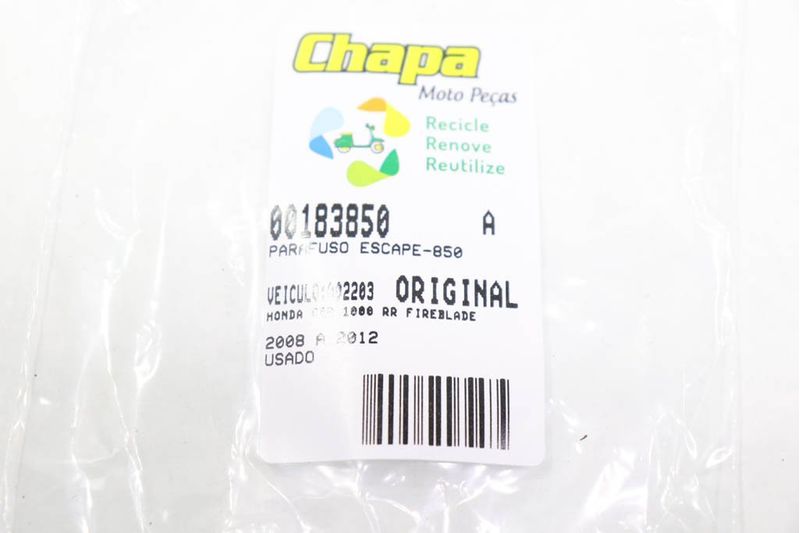 Chapa
Moto Peças
Recicle
Renove
Reutilize
00183850 A
PARAFUSO ESCAPE-850
ORIGINAL
HONDA 1000 RR FIREBLADE
2008 A 2012
USADO